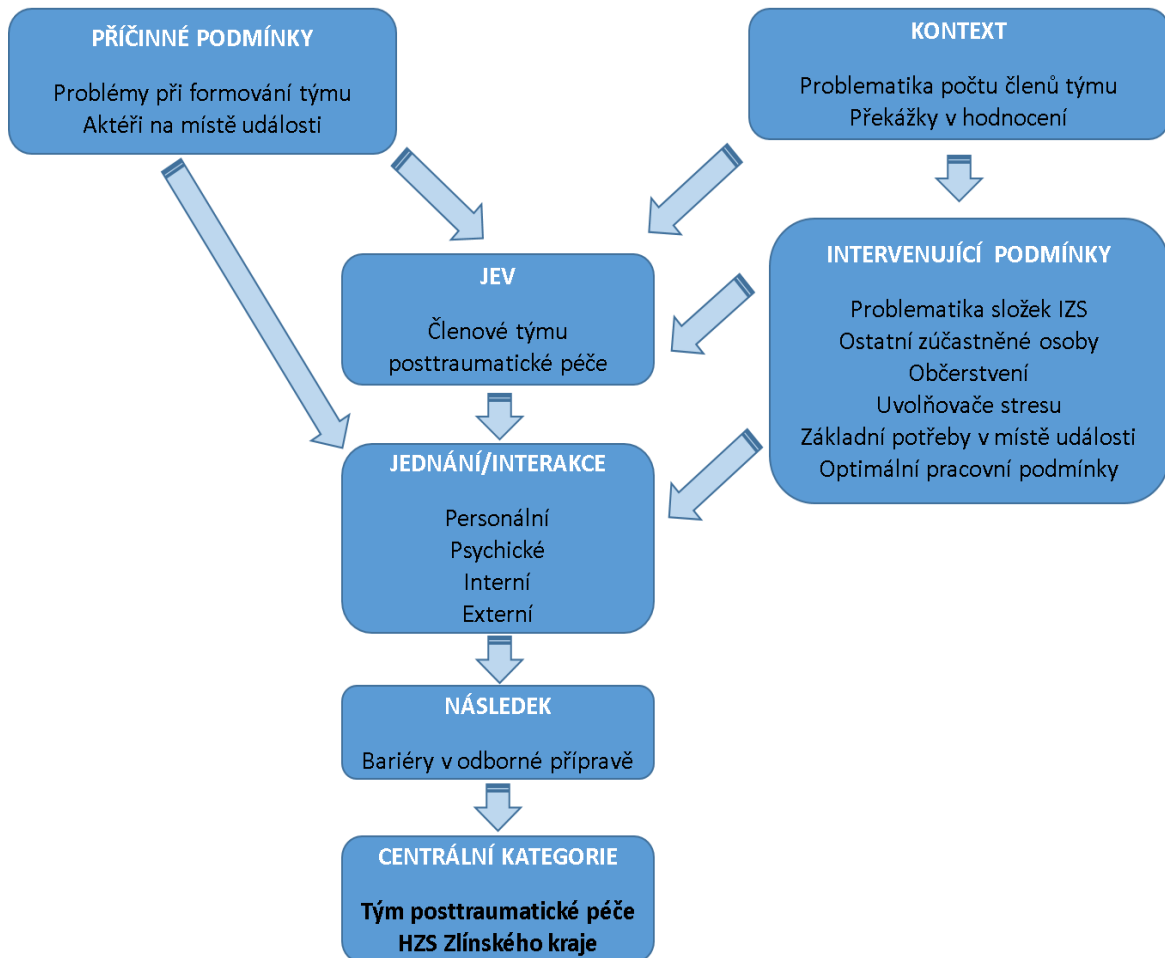 PŘÍČINNÉ PODMÍNKY
Problémy při formování týmu
Aktéři na místě události
KONTEXT
Problematika počtu členů týmu
Překážky v hodnocení
JEV
Členové týmu
posttraumatické péče
INTERVENUJÍCÍ PODMÍNKY
Problematika složek IZS
Ostatní zúčastněné osoby
Občerstvení
Uvolňovače stresu
Základní potřeby v místě události
Optimální pracovní podmínky
JEDNÁNÍ/INTERAKCE
Personální
Psychické
Interní
Externí
NÁSLEDEK
Bariéry v odborné přípravě
CENTRÁLNÍ KATEGORIE
Tým posttraumatické péče
HZS Zlínského kraje